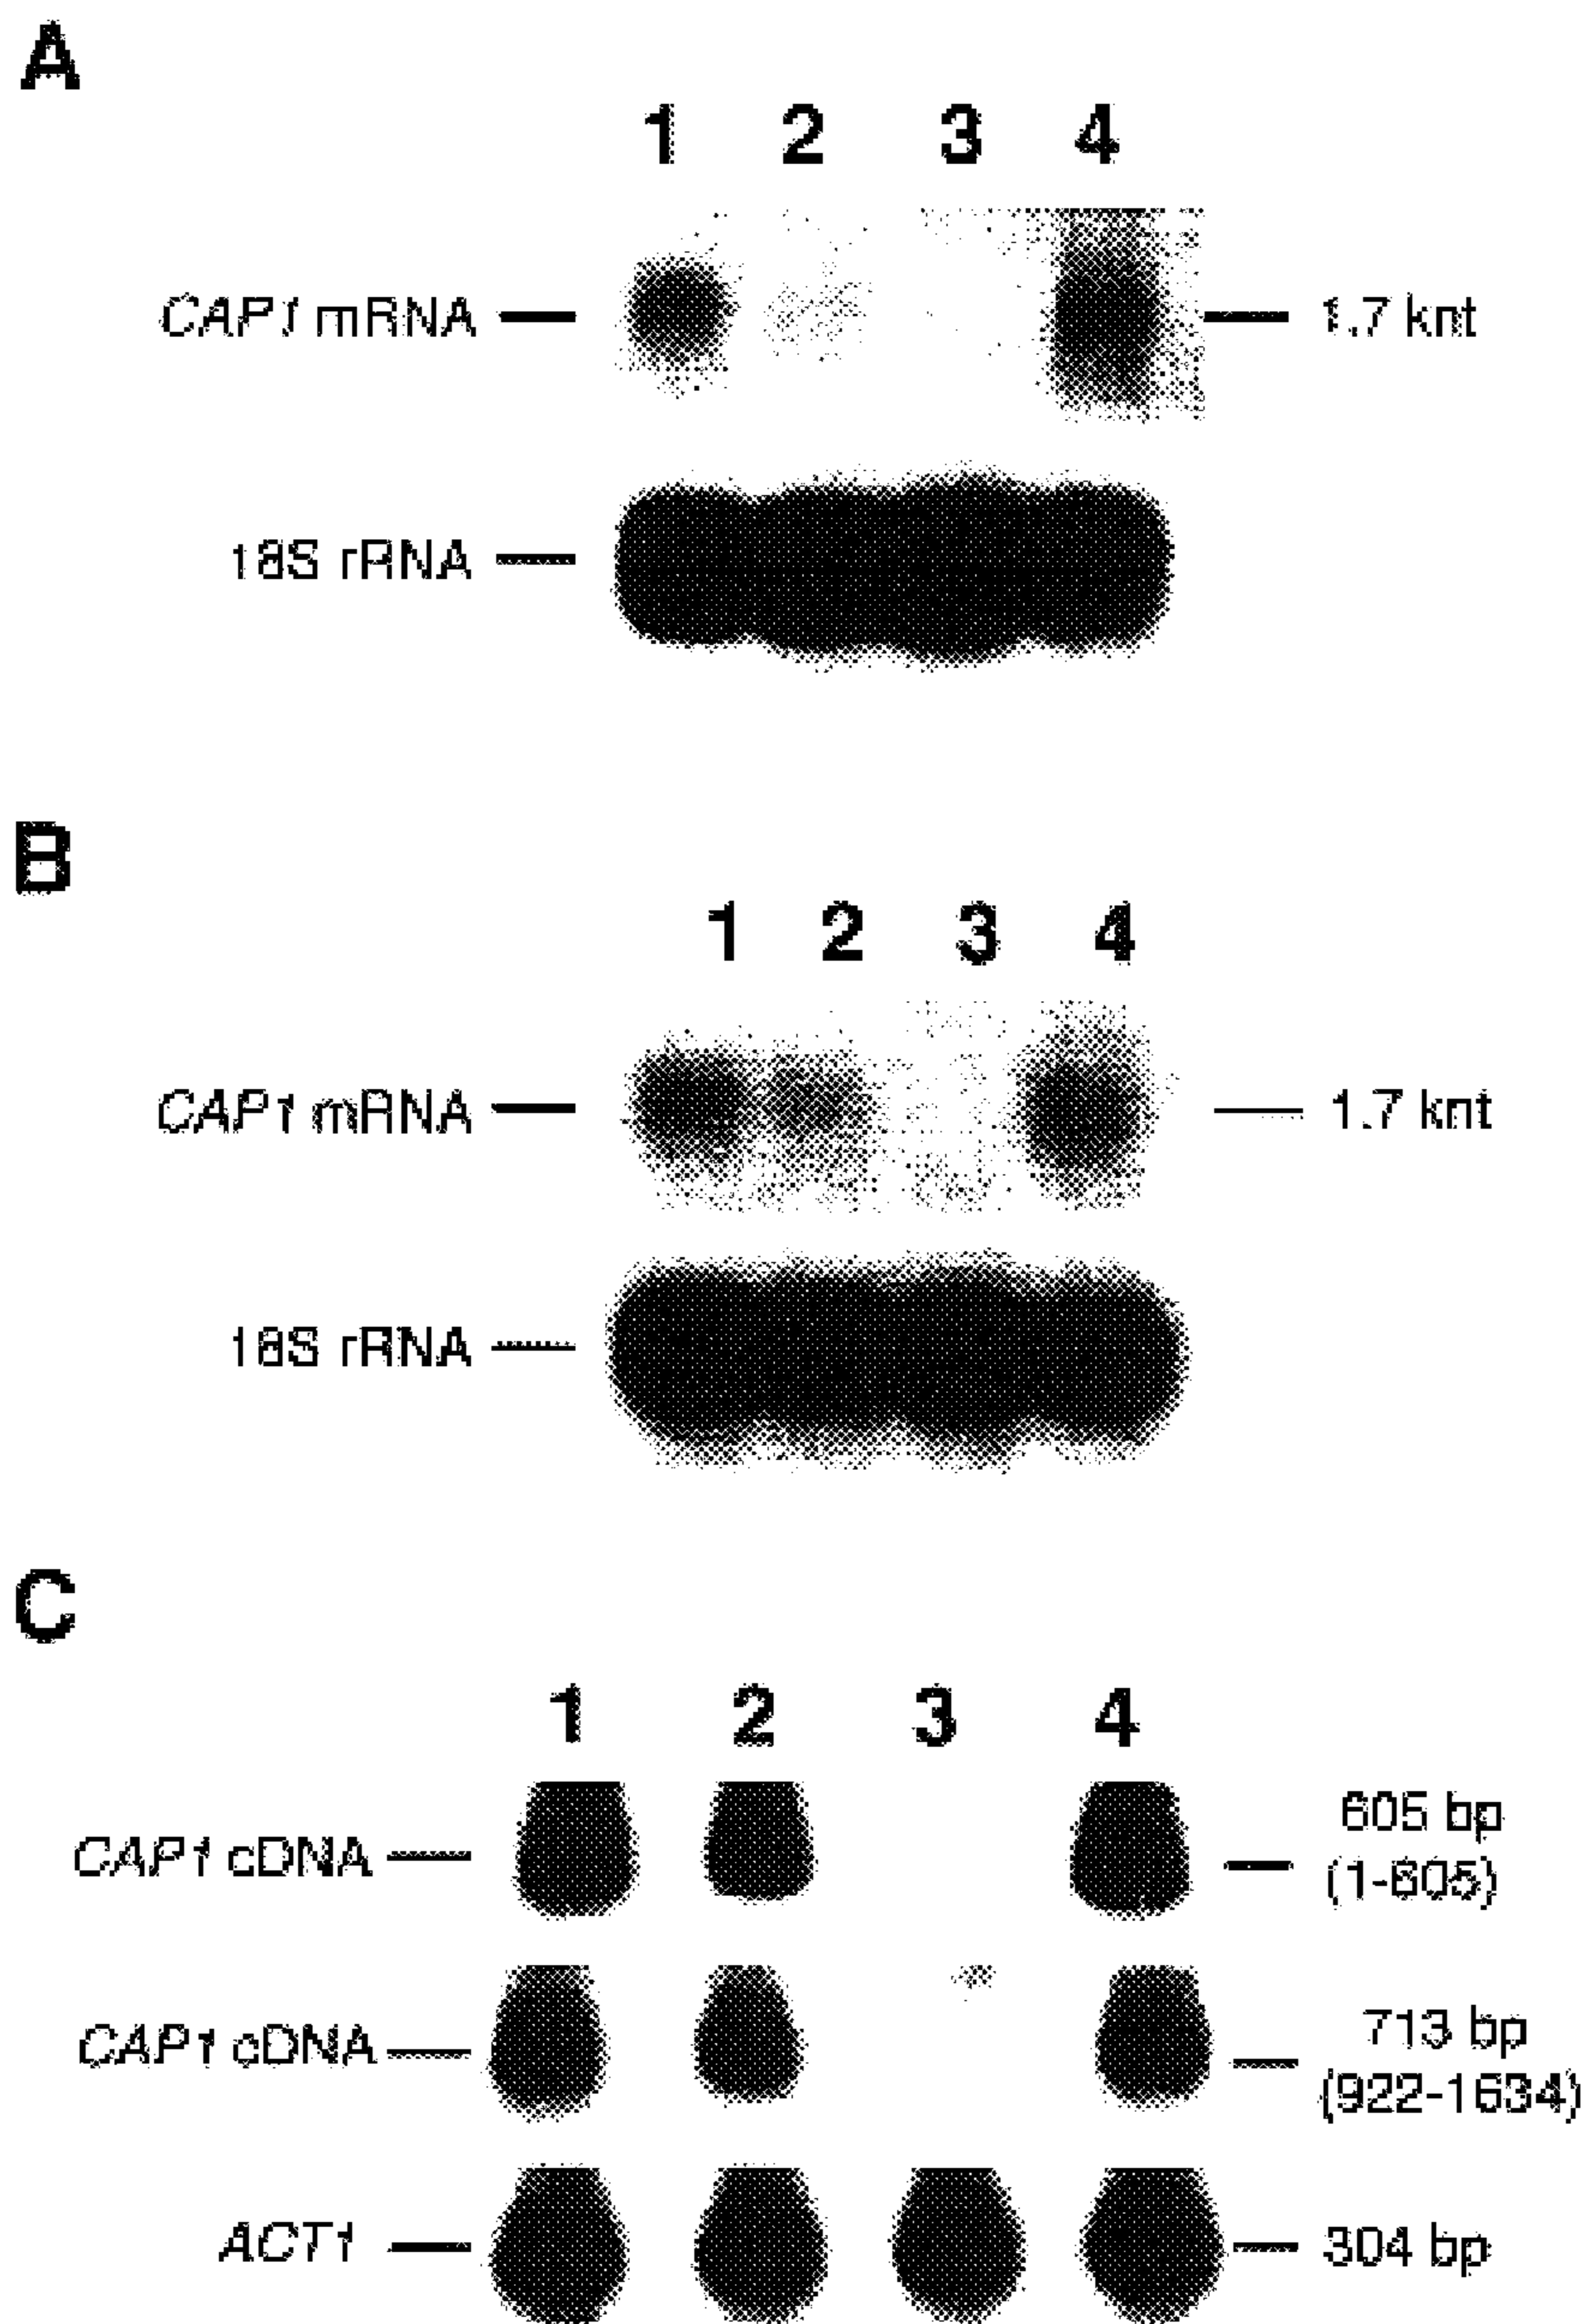 A
1 2 3 4
CAP1 mRNA 1.7 knt
18S rRNA
B
1 2 3 4
CAP1 mRNA 1.7 knt
18S rRNA
C
1 2 3 4
CAP1 cDNA 605 bp
(1-605)
CAP1 cDNA 713 bp
(922-1634)
ACT1 304 bp